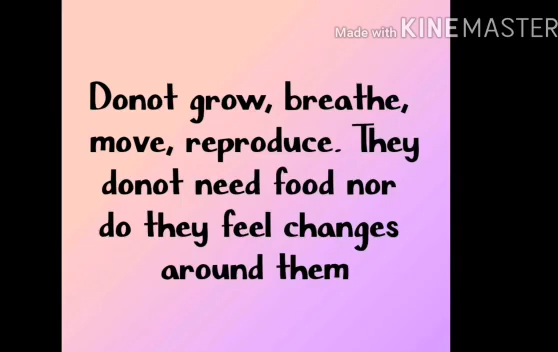 Made with KINEMASTER
Donot grow, breathe,
move, reproduce. They
donot need food nor
do they feel changes
around them